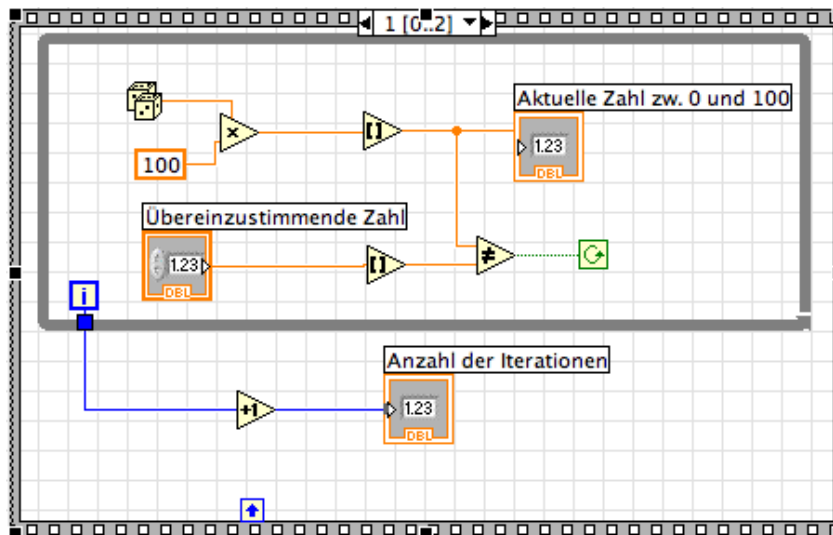 1 [0..2]
Aktuelle Zahl zw. 0 und 100
1.23
DBL
×
[]
100
Übereinzustimmende Zahl
1.23
DBL
[]
≠
i
Anzahl der Iterationen
+1
1.23
DBL